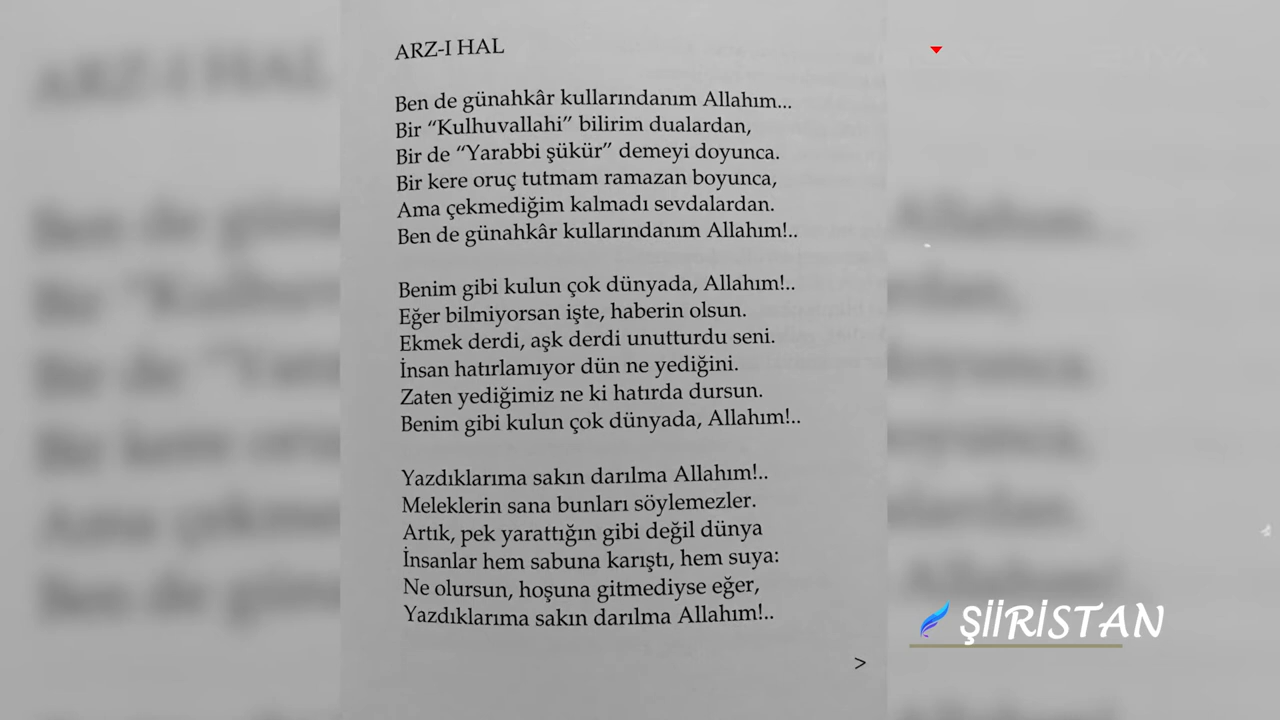 ARZ-I HAL
Ben de günahkâr kullarındanım Allahım...
Bir “Kulhuvallahi” bilirim dualardan,
Bir de “Yarabbi şükür” demeyi doyunca.
Bir kere oruç tutmam ramazan boyunca,
Ama çekmediğim kalmadı sevdalardan.
Ben de günahkâr kullarındanım Allahım!..
Benim gibi kulun çok dünyada, Allahım!..
Eğer bilmiyorsan işte, haberin olsun.
Ekmek derdi, aşk derdi unutturdu seni.
İnsan hatırlamıyor dün ne yediğini.
Zaten yediğimiz ne ki hatırda dursun.
Benim gibi kulun çok dünyada, Allahım!..
Yazdıklarıma sakın darılma Allahım!..
Meleklerin sana bunları söylemezler.
Artık, pek yarattığın gibi değil dünya
İnsanlar hem sabuna karıştı, hem suya:
Ne olursun, hoşuna gitmediyse eğer,
Yazdıklarıma sakın darılma Allahım!..
>
ŞiiRiSTAN